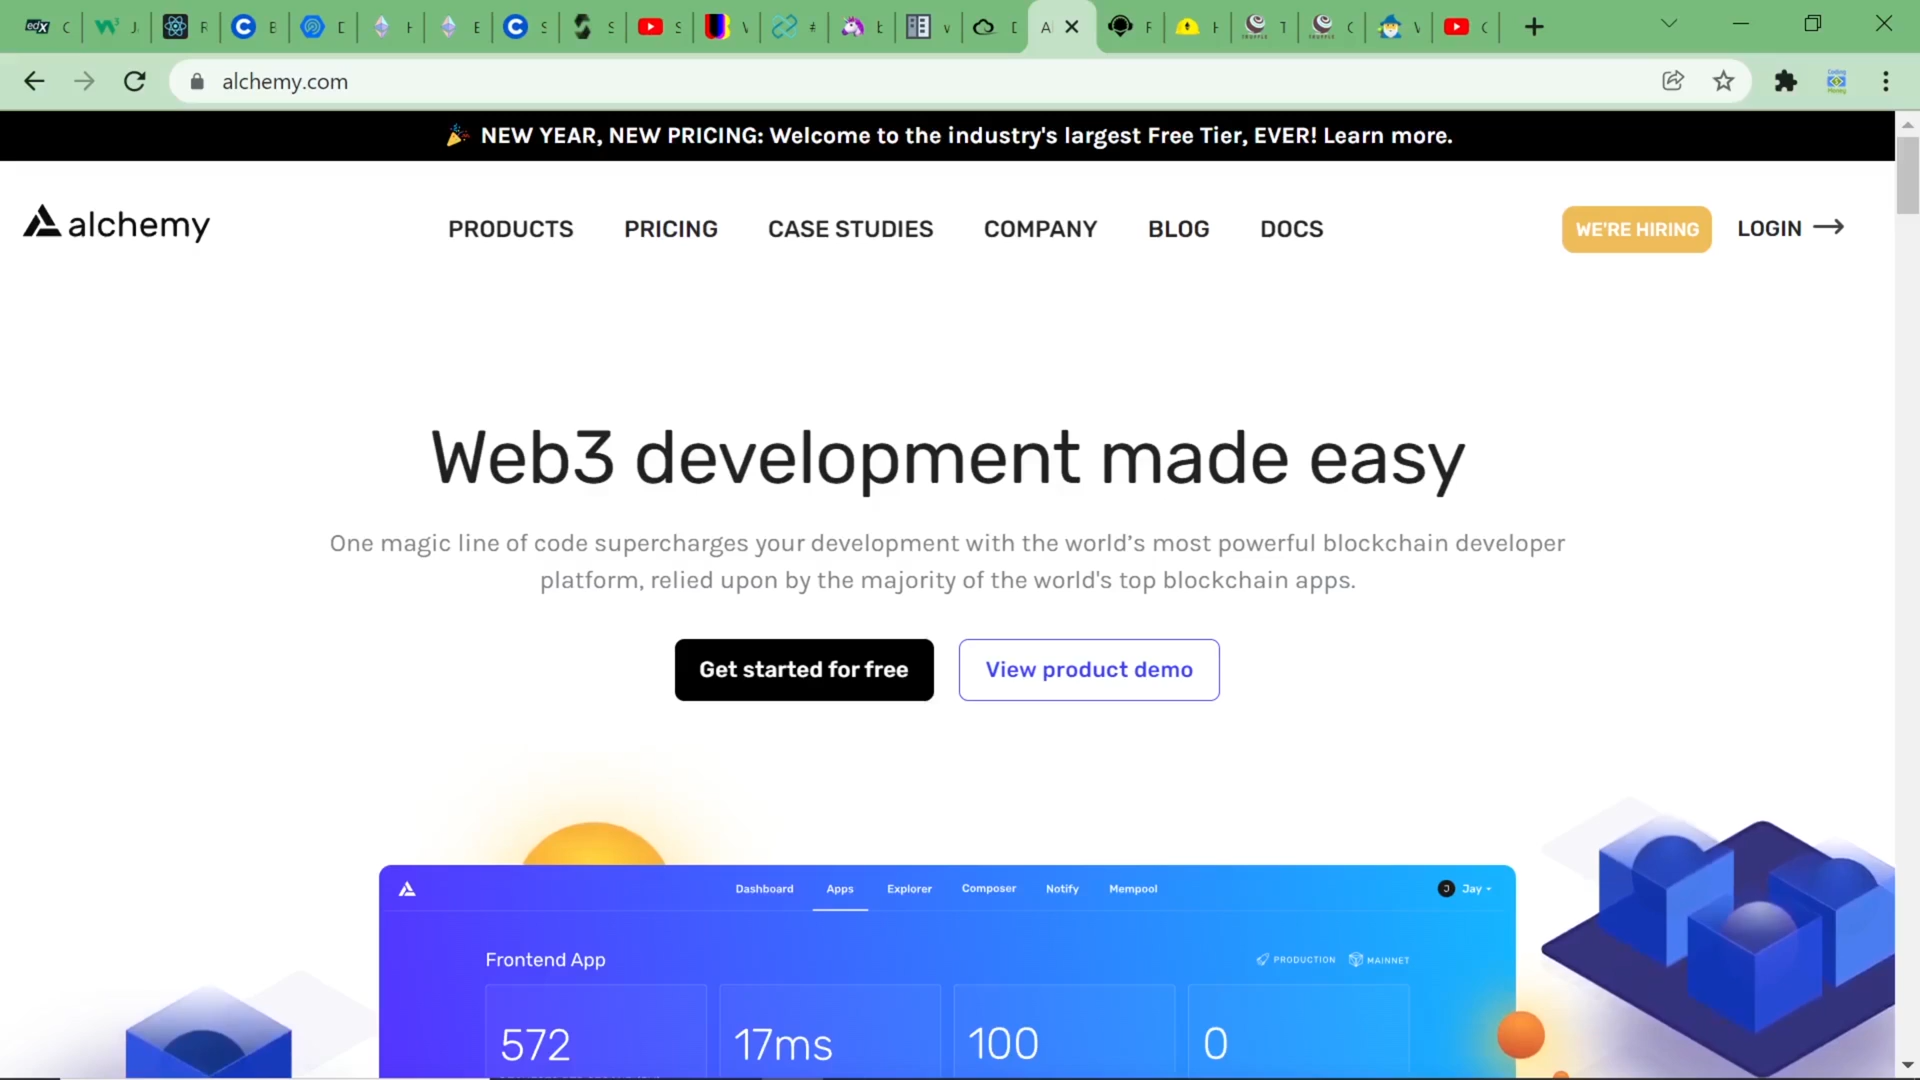 alchemy.com
🎉 NEW YEAR, NEW PRICING: Welcome to the industry's largest Free Tier, EVER! Learn more.
alchemy
PRODUCTS
PRICING
CASE STUDIES
COMPANY
BLOG
DOCS
WE'RE HIRING
LOGIN →
Web3 development made easy
One magic line of code supercharges your development with the world’s most powerful blockchain developer
platform, relied upon by the majority of the world's top blockchain apps.
Get started for free
View product demo
Dashboard
Apps
Explorer
Composer
Notify
Mempool
J Jay
Frontend App
PRODUCTION
MAINNET
572
17ms
100
0